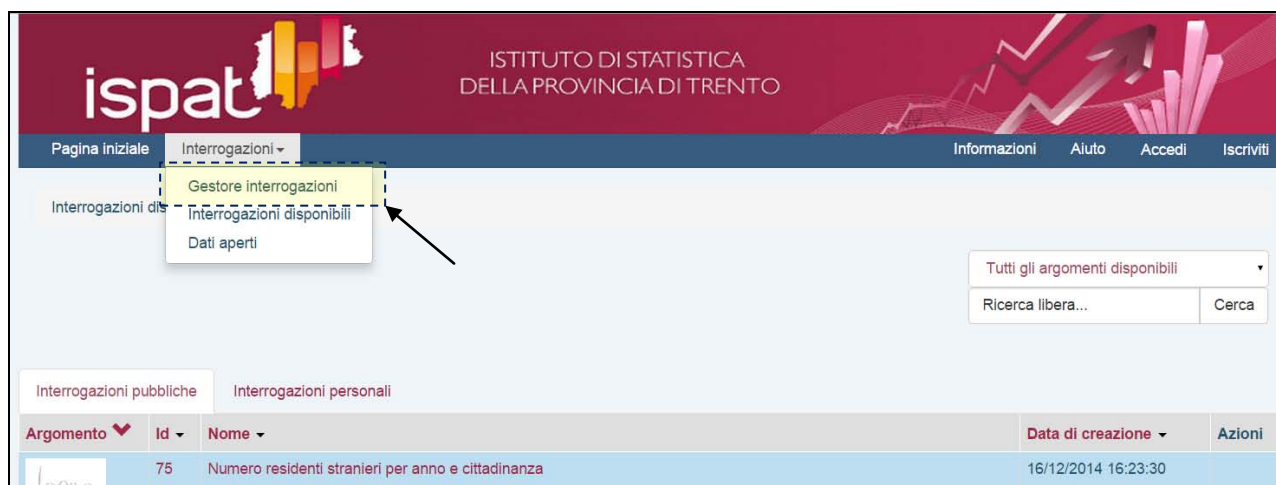 ispat
ISTITUTO DI STATISTICA
DELLA PROVINCIA DI TRENTO
Pagina iniziale Interrogazioni Informazioni Aiuto Accedi Iscriviti
Gestore interrogazioni
Interrogazioni dis
Interrogazioni disponibili
Dati aperti
Tutti gli argomenti disponibili
Ricerca libera... Cerca
Interrogazioni pubbliche Interrogazioni personali
Argomento Id Nome Data di creazione Azioni
75 Numero residenti stranieri per anno e cittadinanza 16/12/2014 16:23:30